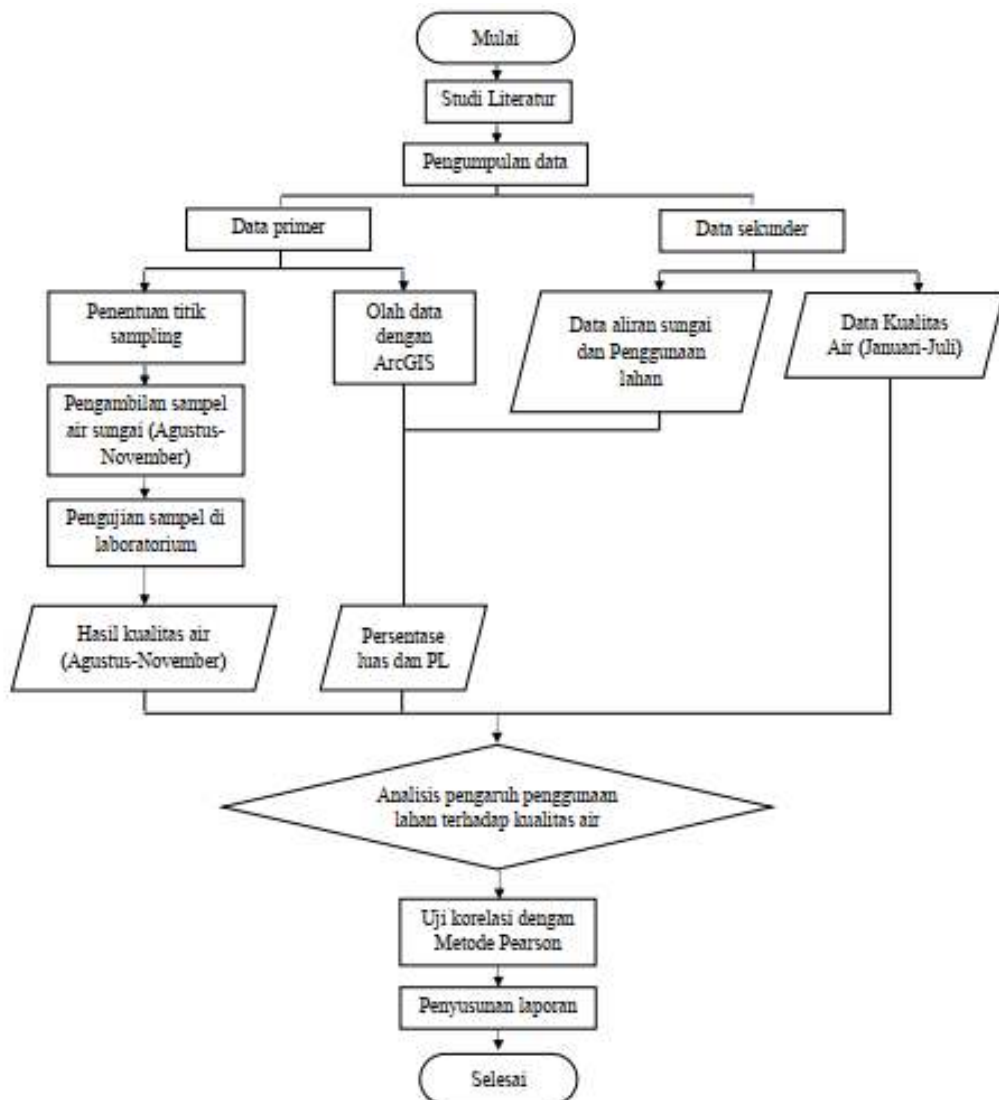 Mulai
Studi Literatur
Pengumpulan data
Data primer
Data sekunder
Penentuan titik
sampling
Olah data
dengan
ArcGIS
Data aliran sungai
dan Penggunaan
lahan
Data Kualitas
Air (Januari-Juli)
Pengambilan sampel
air sungai (Agustus-
November)
Pengujian sampel di
laboratorium
Hasil kualitas air
(Agustus-November)
Persentase
luas dan PL
Analisis pengaruh penggunaan
lahan terhadap kualitas air
Uji korelasi dengan
Metode Pearson
Penyusunan laporan
Selesai